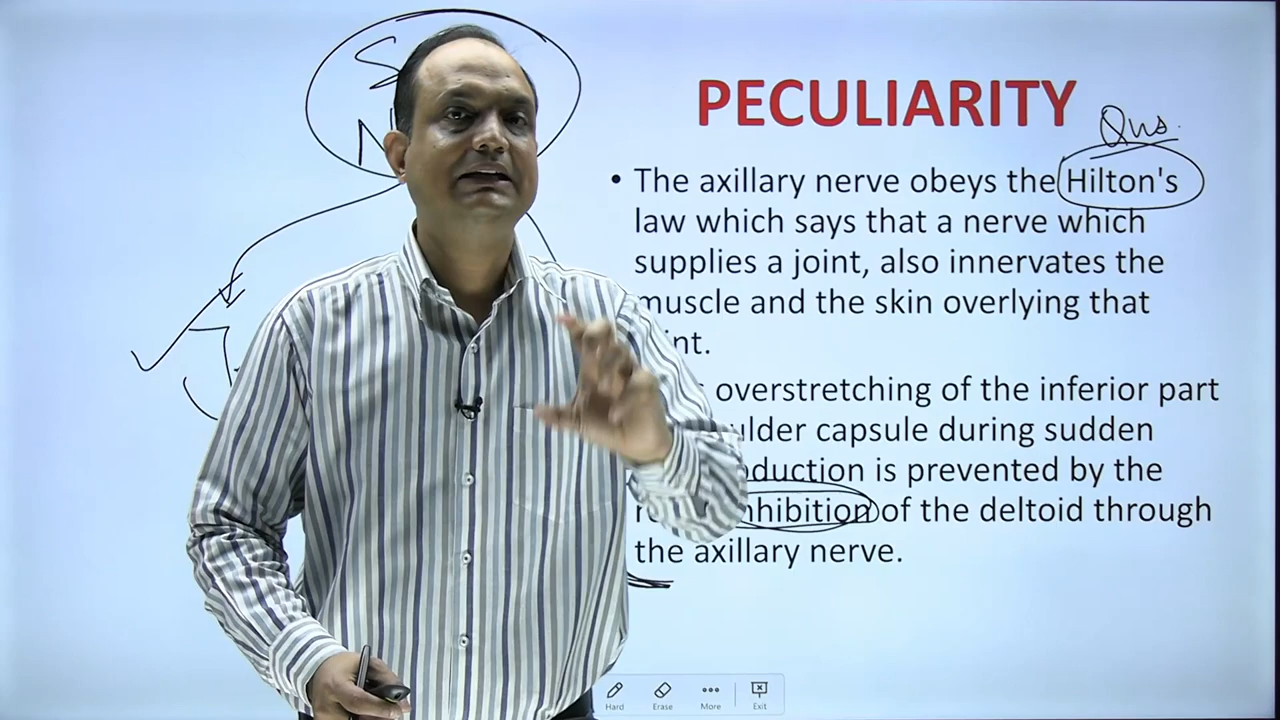 S
N
PECULIARITY
Qus.
• The axillary nerve obeys the Hilton's
law which says that a nerve which
supplies a joint, also innervates the
muscle and the skin overlying that
overstretching of the inferior part
capsule during sudden
is prevented by the
of the deltoid through
the axillary nerve.
Hard Erase More Exit